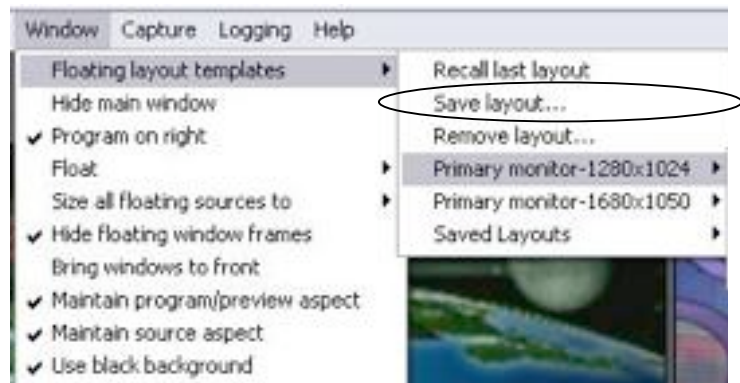 Window Capture Logging Help
Floating layout templates
Hide main window
Program on right
Float
Size all floating sources to
Hide floating window frames
Bring windows to front
Maintain program/preview aspect
Maintain source aspect
Use black background
Recall last layout
Save layout...
Remove layout...
Primary monitor-1280x1024
Primary monitor-1680x1050
Saved Layouts